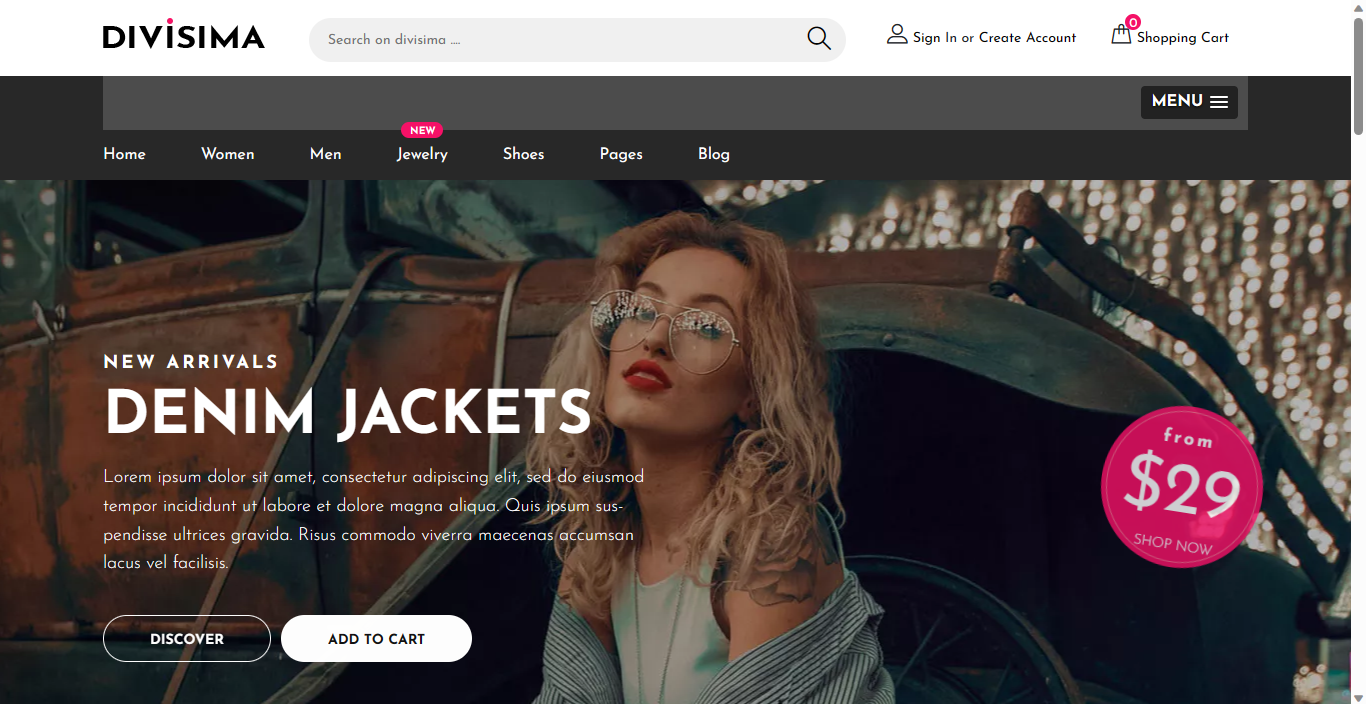 DIVISIMA
Search on divisima ....
Sign In or Create Account
0
Shopping Cart
MENU
NEW
Home
Women
Men
Jewelry
Shoes
Pages
Blog
NEW ARRIVALS
DENIM JACKETS
Lorem ipsum dolor sit amet, consectetur adipiscing elit, sed do eiusmod
tempor incididunt ut labore et dolore magna aliqua. Quis ipsum sus-
pendisse ultrices gravida. Risus commodo viverra maecenas accumsan
lacus vel facilisis.
DISCOVER
ADD TO CART
from
$29
SHOP NOW